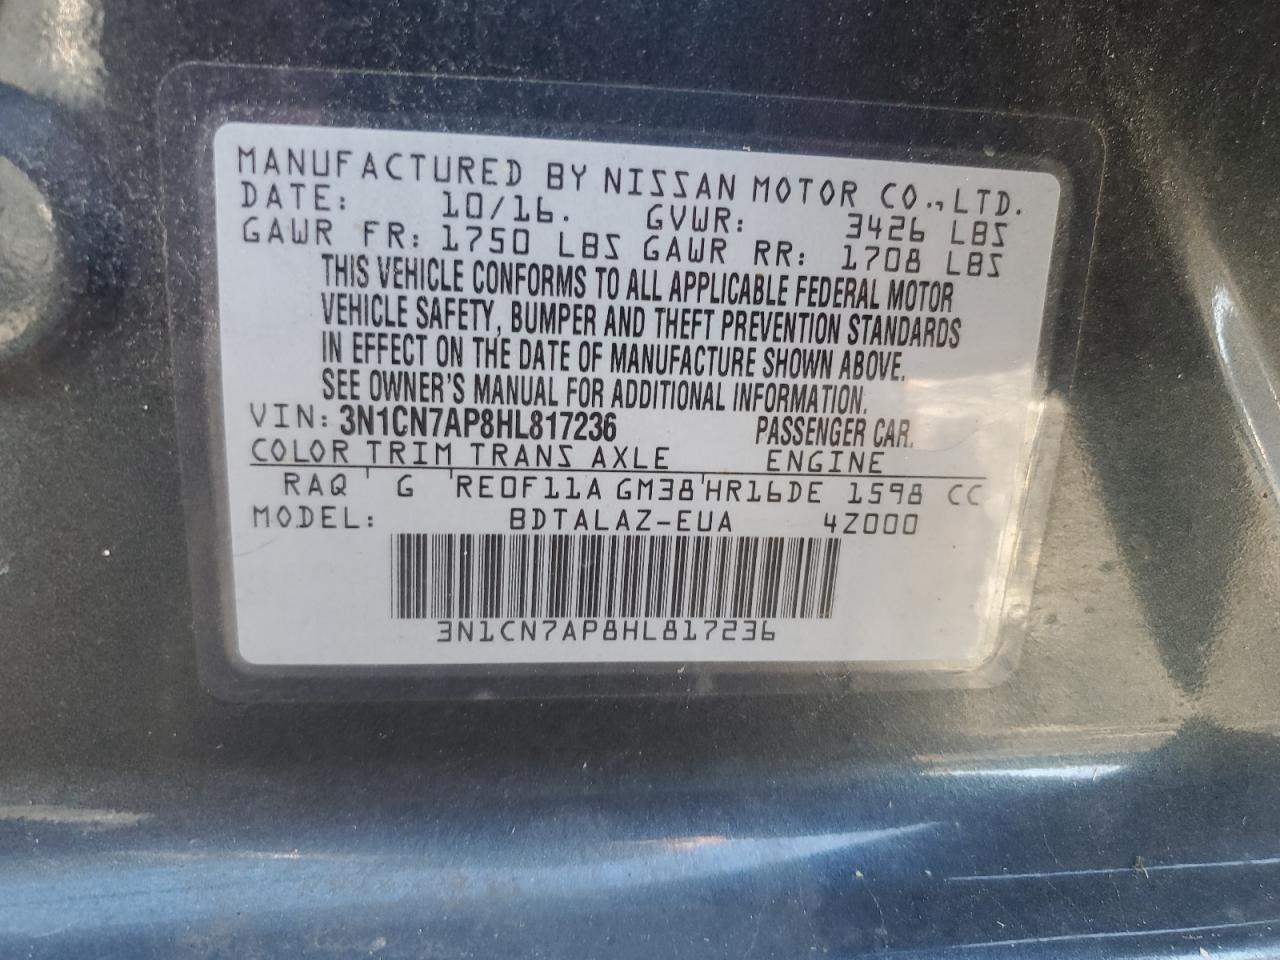 MANUFACTURED BY NISSAN MOTOR CO.,LTD.
DATE: 10/16. GVWR: 3426 LBS
GAWR FR: 1750 LBS GAWR RR: 1708 LBS
THIS VEHICLE CONFORMS TO ALL APPLICABLE FEDERAL MOTOR
VEHICLE SAFETY, BUMPER AND THEFT PREVENTION STANDARDS
IN EFFECT ON THE DATE OF MANUFACTURE SHOWN ABOVE.
SEE OWNER'S MANUAL FOR ADDITIONAL INFORMATION.
VIN: 3N1CN7AP8HL817236 PASSENGER CAR.
COLOR TRIM TRANS AXLE ENGINE
RAQ G RE0F11A GM38 HR16DE 1598 CC
MODEL: BDTALAZ-EUA 4Z000
3N1CN7AP8HL817236